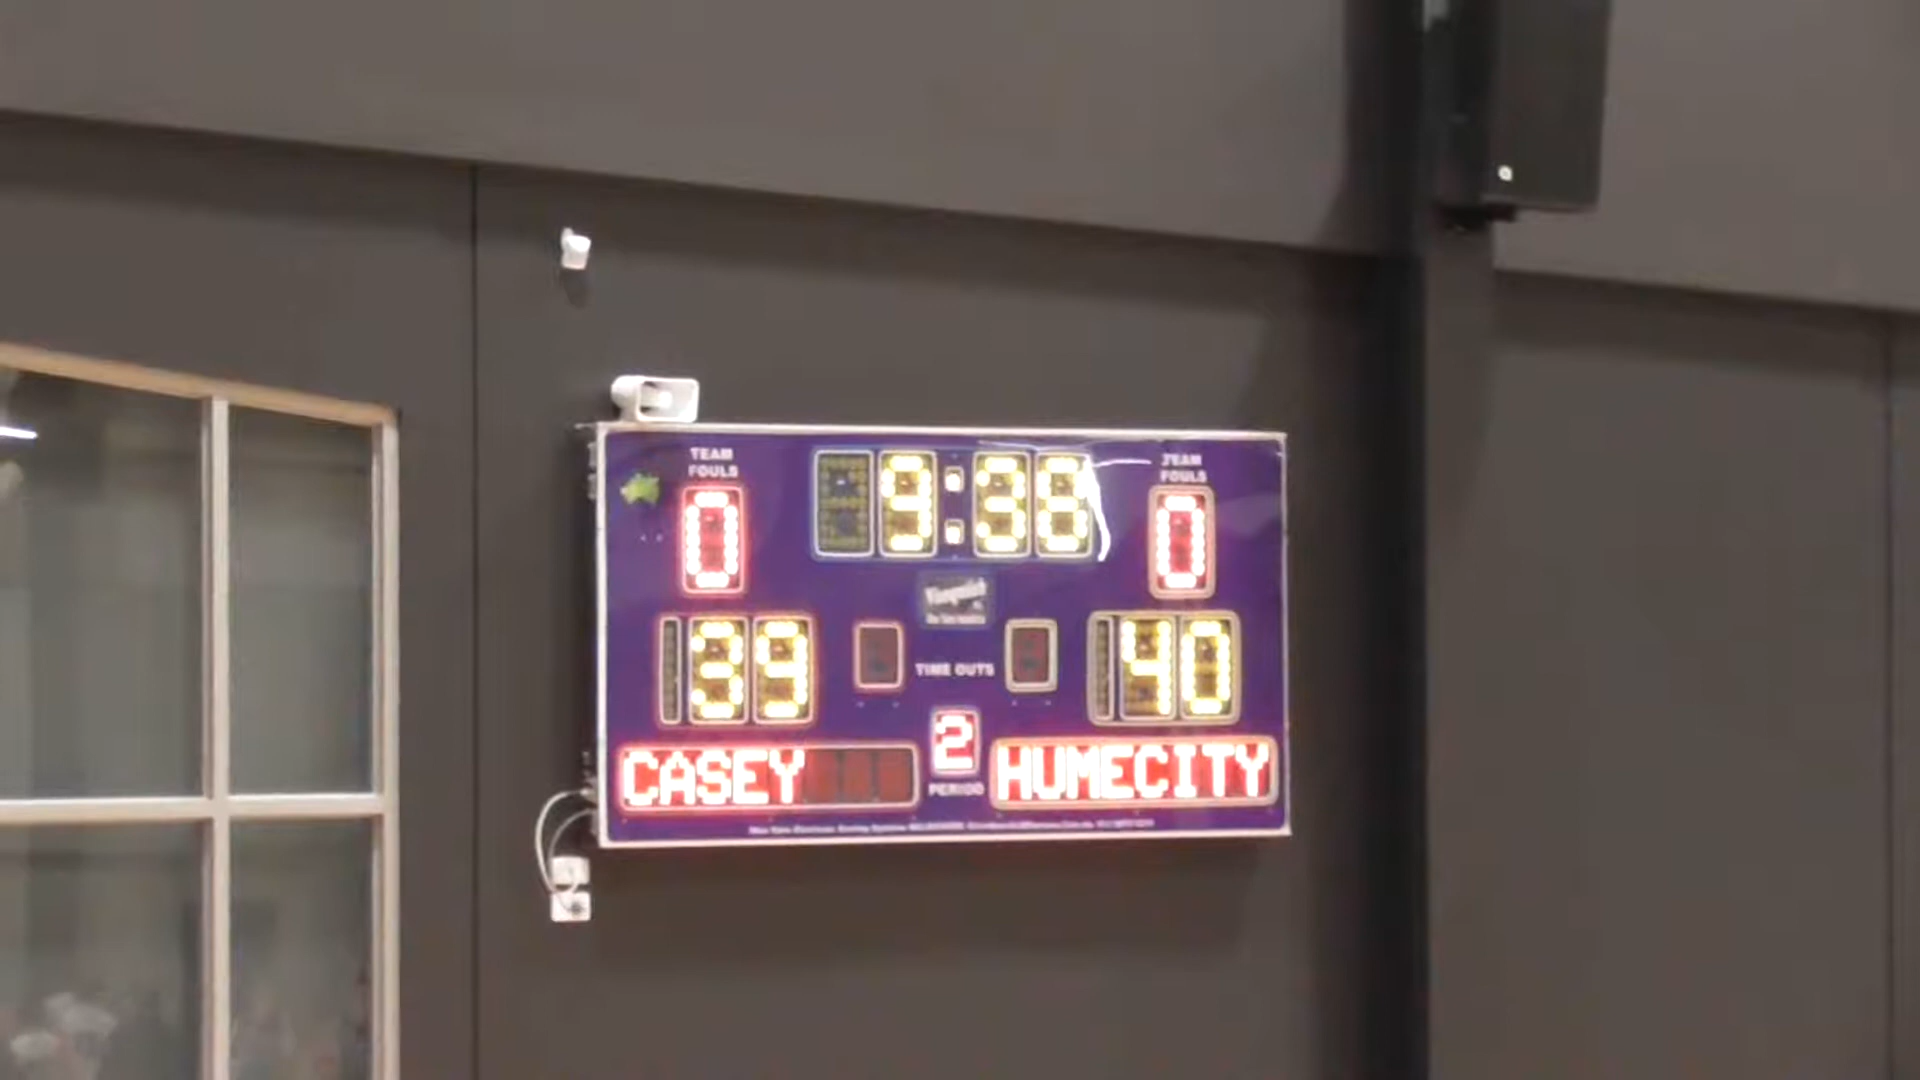 TEAM FOULS
0
9:36
TEAM FOULS
0
39
TIME OUTS
40
CASEY
2
PERIOD
HUMECITY